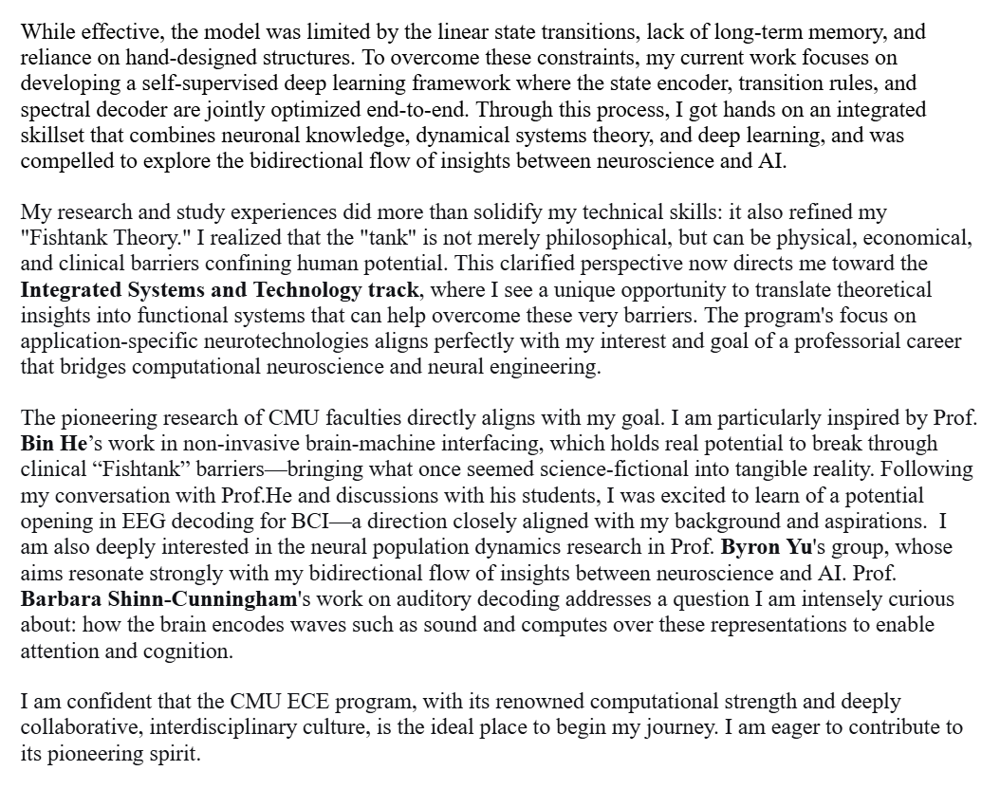 While effective, the model was limited by the linear state transitions, lack of long-term memory, and
reliance on hand-designed structures. To overcome these constraints, my current work focuses on
developing a self-supervised deep learning framework where the state encoder, transition rules, and
spectral decoder are jointly optimized end-to-end. Through this process, I got hands on an integrated
skillset that combines neuronal knowledge, dynamical systems theory, and deep learning, and was
compelled to explore the bidirectional flow of insights between neuroscience and AI.
My research and study experiences did more than solidify my technical skills: it also refined my
"Fishtank Theory." I realized that the "tank" is not merely philosophical, but can be physical, economical,
and clinical barriers confining human potential. This clarified perspective now directs me toward the
Integrated Systems and Technology track, where I see a unique opportunity to translate theoretical
insights into functional systems that can help overcome these very barriers. The program's focus on
application-specific neurotechnologies aligns perfectly with my interest and goal of a professorial career
that bridges computational neuroscience and neural engineering.
The pioneering research of CMU faculties directly aligns with my goal. I am particularly inspired by Prof.
Bin He’s work in non-invasive brain-machine interfacing, which holds real potential to break through
clinical “Fishtank” barriers—bringing what once seemed science-fictional into tangible reality. Following
my conversation with Prof.He and discussions with his students, I was excited to learn of a potential
opening in EEG decoding for BCI—a direction closely aligned with my background and aspirations.  I
am also deeply interested in the neural population dynamics research in Prof. Byron Yu's group, whose
aims resonate strongly with my bidirectional flow of insights between neuroscience and AI. Prof.
Barbara Shinn-Cunningham's work on auditory decoding addresses a question I am intensely curious
about: how the brain encodes waves such as sound and computes over these representations to enable
attention and cognition.
I am confident that the CMU ECE program, with its renowned computational strength and deeply
collaborative, interdisciplinary culture, is the ideal place to begin my journey. I am eager to contribute to
its pioneering spirit.